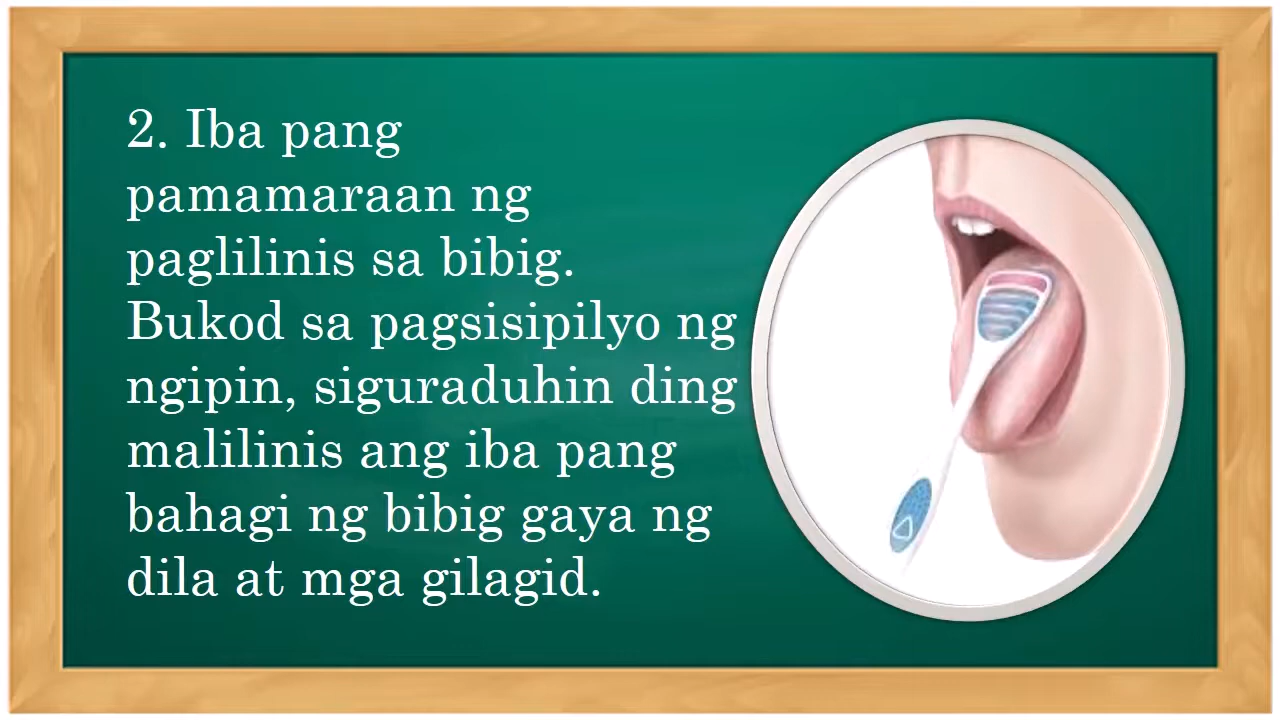 2. Iba pang
pamamaraan ng
paglilinis sa bibig.
Bukod sa pagsisipilyo ng
ngipin, siguraduhin ding
malilinis ang iba pang
bahagi ng bibig gaya ng
dila at mga gilagid.